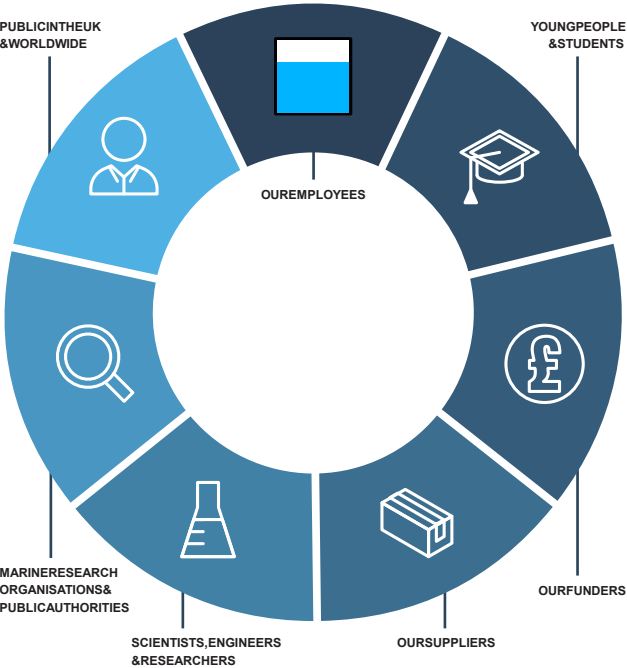 PUBLICINTHEUK
&WORLDWIDE
YOUNGPEOPLE
&STUDENTS
OUREMPLOYEES
£
MARINERESEARCH
ORGANISATIONS&
PUBLICAUTHORITIES
OURFUNDERS
SCIENTISTS,ENGINEERS
&RESEARCHERS
OURSUPPLIERS